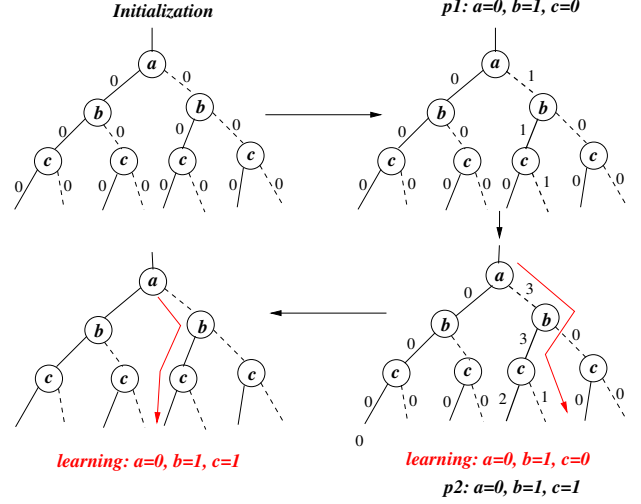 Initialization
a
0 0
b b
0 0 0 0
c c c c
0 0 0 0 0 0 0 0
p1: a=0, b=1, c=0
a
0 1
b b
0 0 1 0
c c c c
0 0 0 0 0 1 0 0
a
b b
c c c c
learning: a=0, b=1, c=1
a
0 3
b b
0 0 3 0
c c c c
0 0 0 2 1 0 0
0
learning: a=0, b=1, c=0
p2: a=0, b=1, c=1